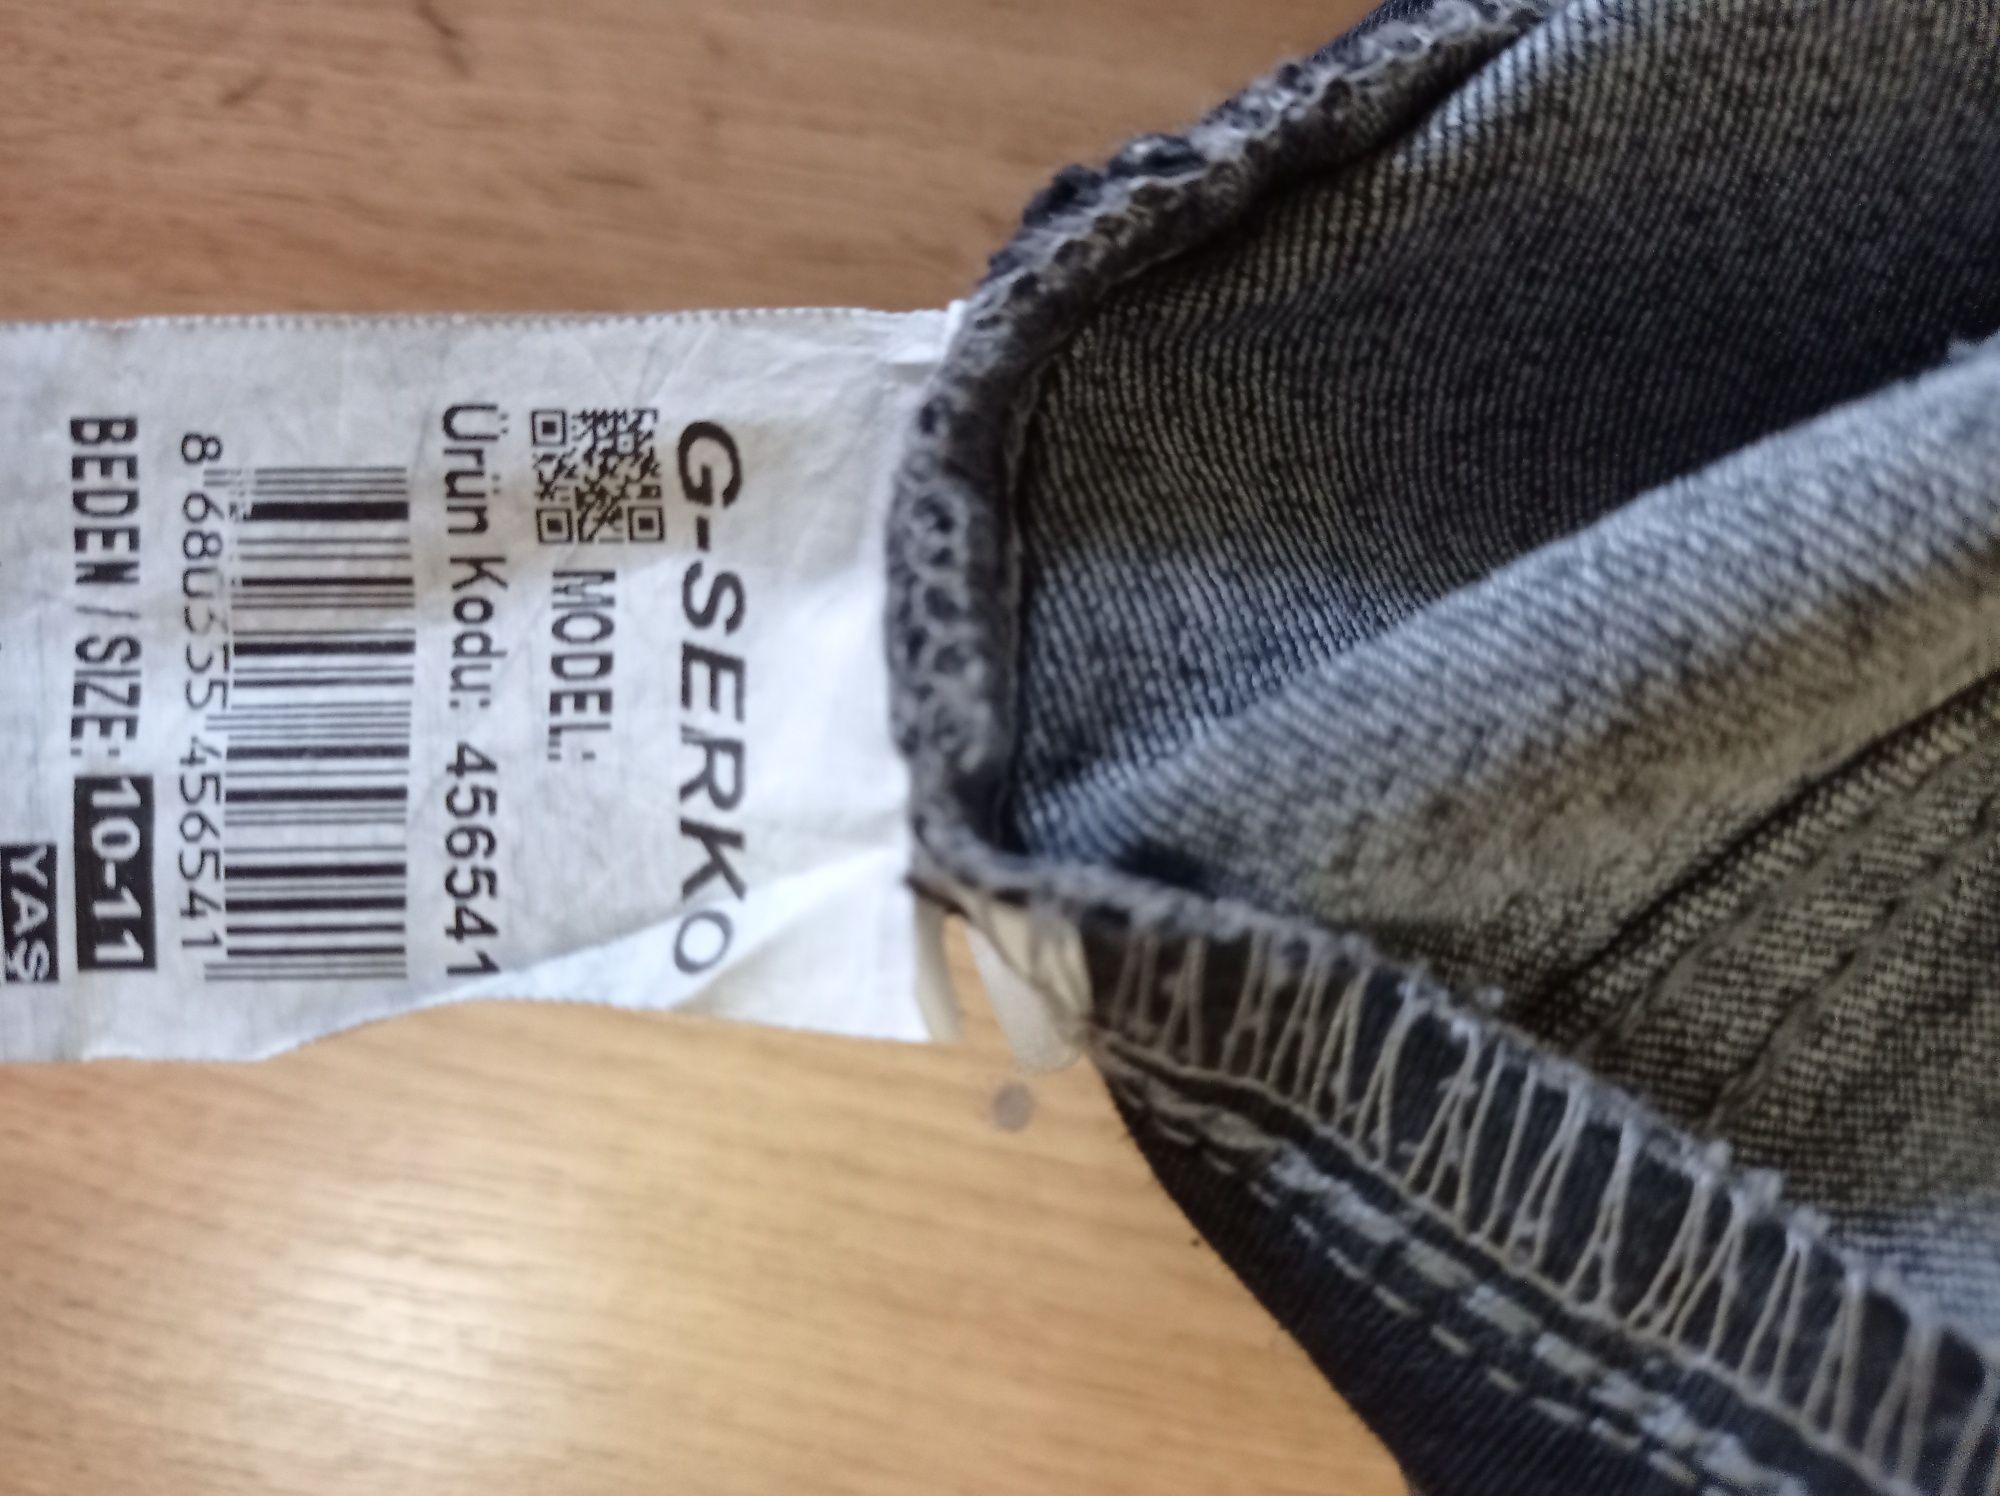 G-SERKO
MODEL:
Ürün Kodu: 456541
8 680355 456541
BEDEN / SIZE: 10-11
YAŞ